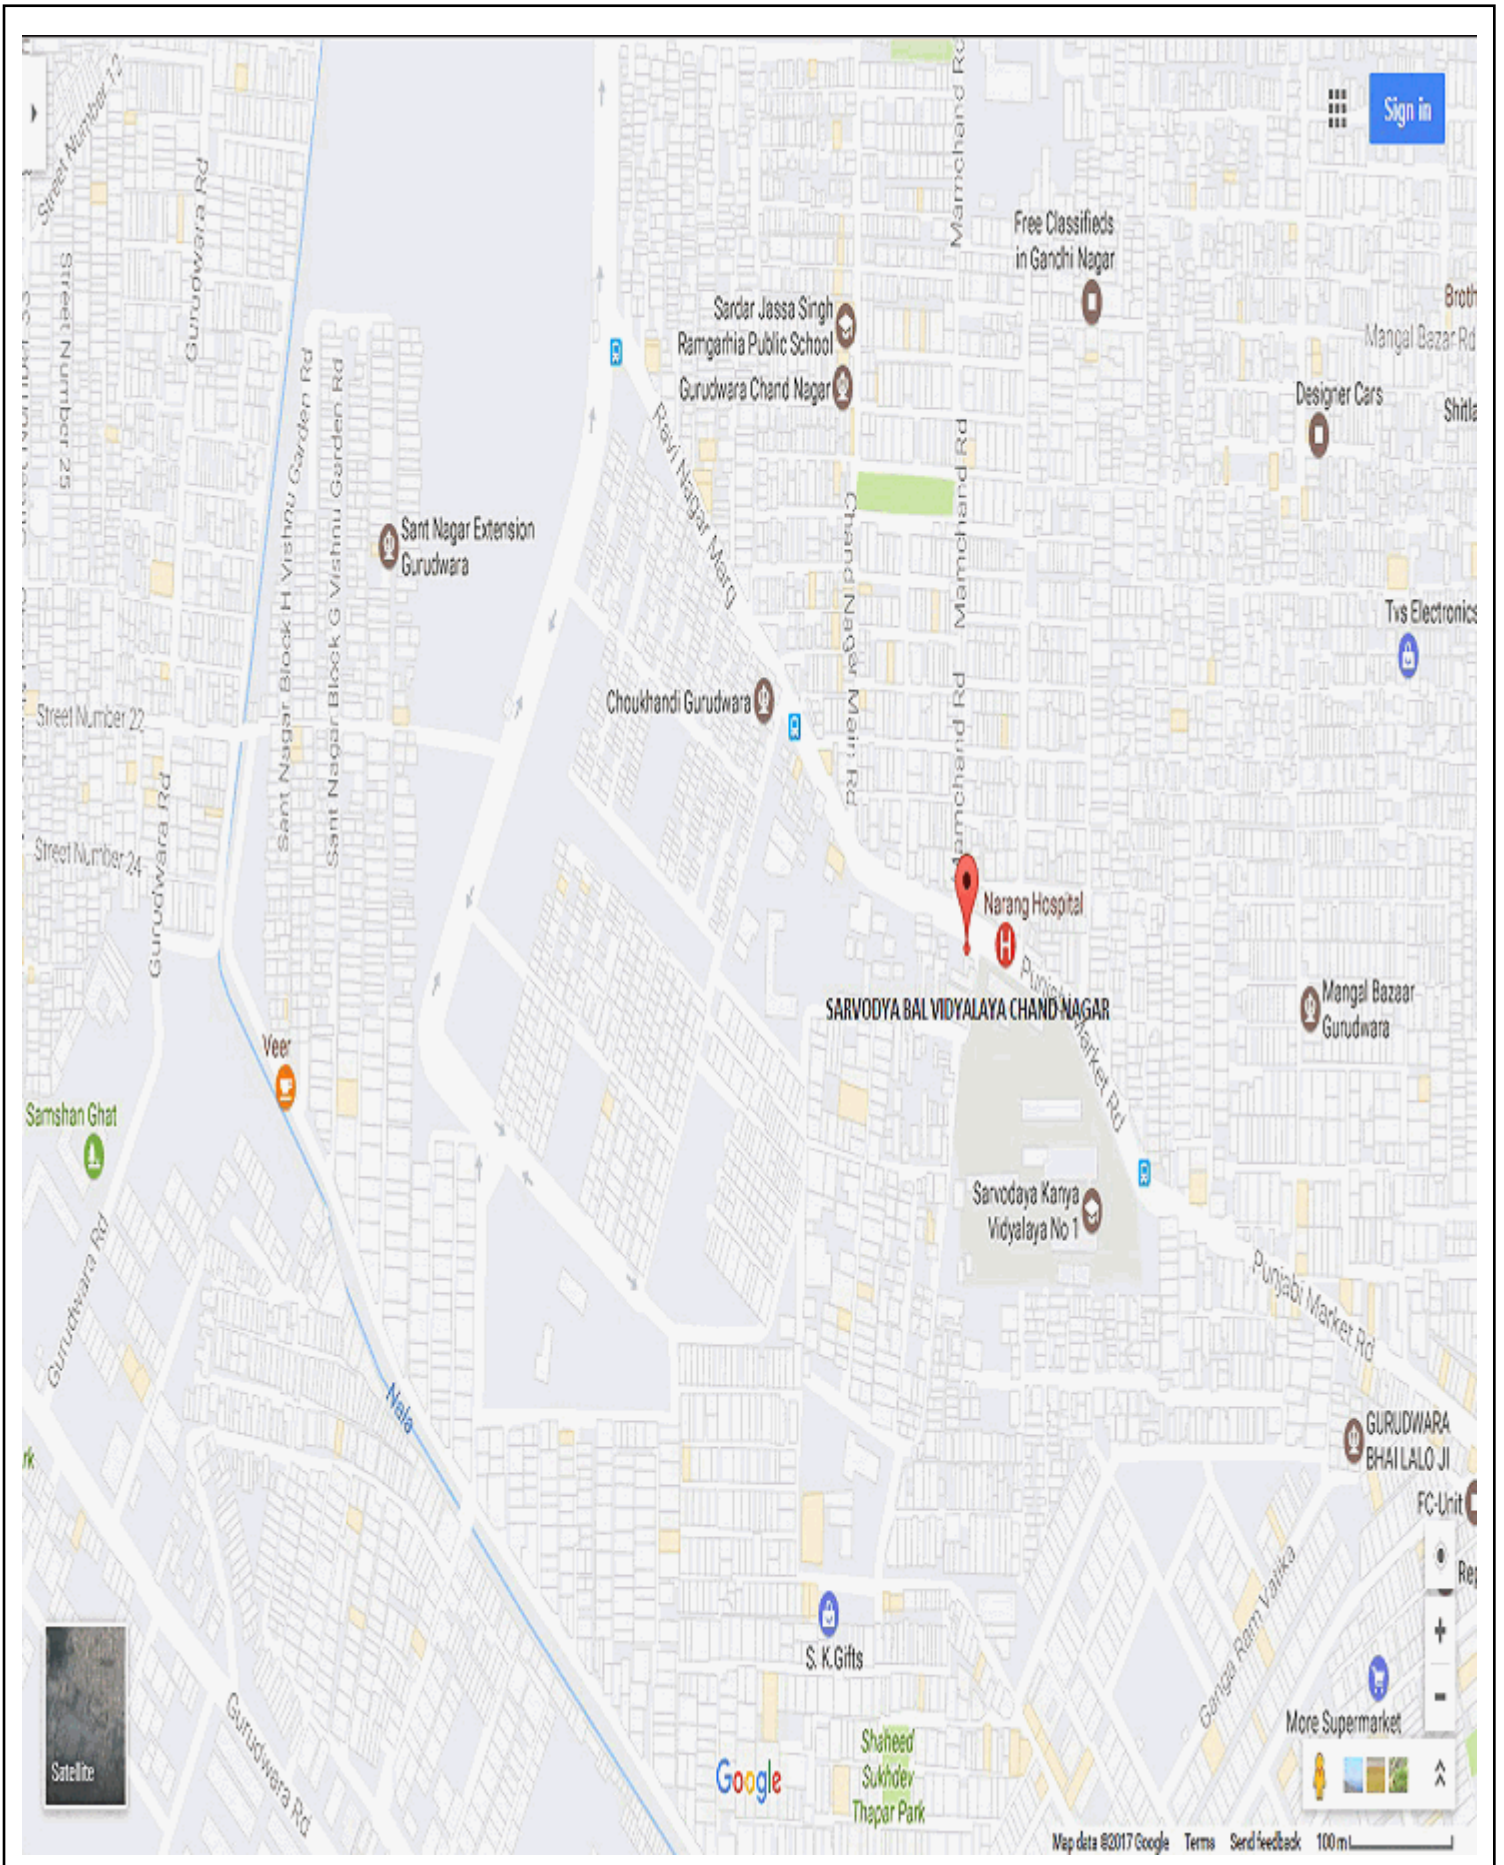 Street Number 12
Gurudwara Rd
Street Number 25
Mamchand Rd
Sign in
Free Classifieds
in Gandhi Nagar
Sardar Jassa Singh
Ramgarhia Public School
Gurudwara Chand Nagar
Mangal Bazar Rd
Designer Cars
Ravi Nagar Marg
Sant Nagar Block H Vishnu Garden Rd
Sant Nagar Block G Vishnu Garden Rd
Sant Nagar Extension
Gurudwara
Mamchand Rd
Chand Nagar Main Rd
Tvs Electronics
Choukhandi Gurudwara
Street Number 22
Mamchand Rd
Gurudwara Rd
Street Number 24
Narang Hospital
SARVODYA BAL VIDYALAYA CHAND NAGAR
Market Rd
Mangal Bazaar
Gurudwara
Veer
Samshan Ghat
Sarvodaya Kanya
Vidyalaya No 1
Gurudwara Rd
Punjabi Market Rd
Nala
GURUDWARA
BHAI LALO JI
FC-Unit
Ganga Ram Vatika
S. K.Gifts
More Supermarket
Gurudwara Rd
Shaheed
Sukhdev
Thapar Park
Satellite
Google
Map data ©2017 Google Terms Send feedback 100 m